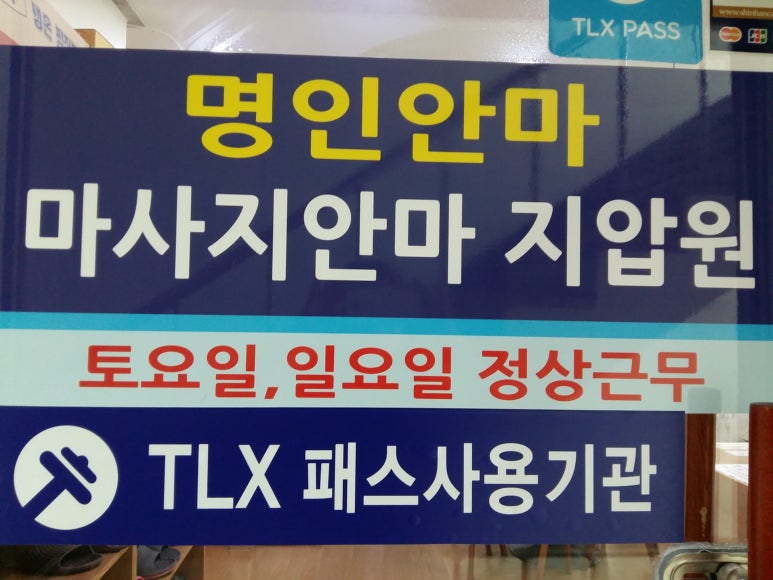 TLX PASS
명인안마
마사지안마 지압원
토요일,일요일 정상근무
TLX 패스사용기관